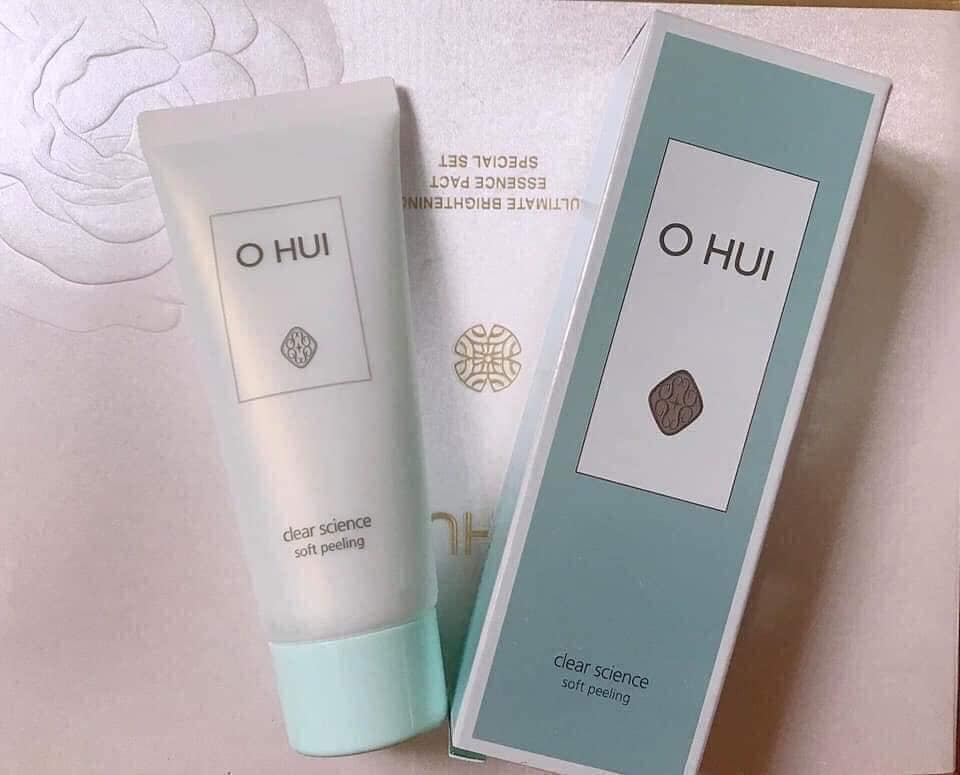 O HUI
clear science
soft peeling
ULTIMATE BRIGHTENING
ESSENCE PACT
SPECIAL SET
O HUI
clear science
soft peeling